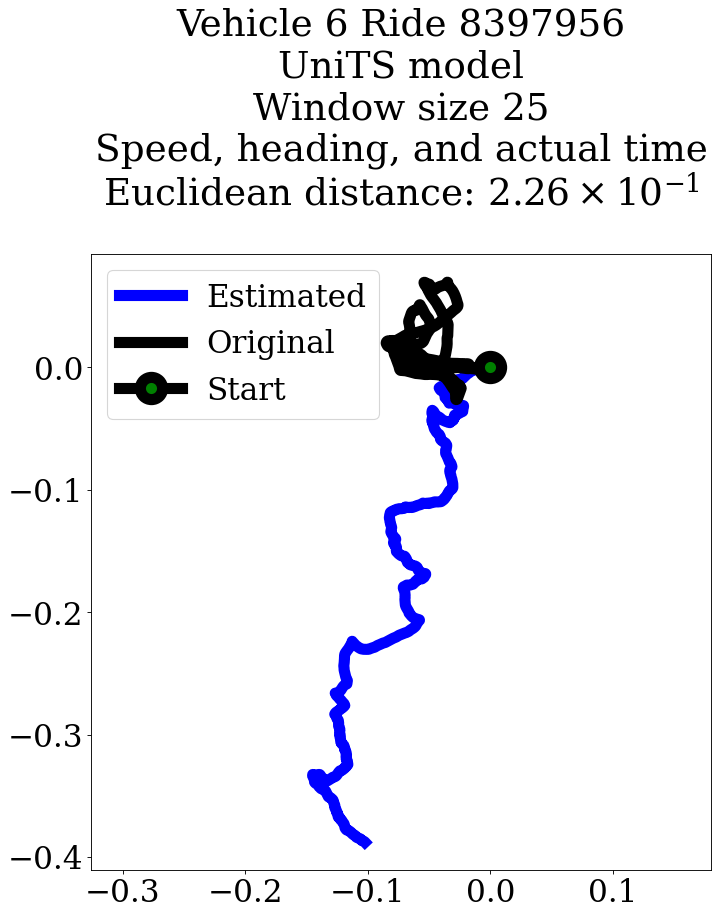 Vehicle 6 Ride 8397956
UniTS model
Window size 25
Speed, heading, and actual time
Euclidean distance: 2.26 × 10⁻¹
Estimated
Original
Start
0.0
−0.1
−0.2
−0.3
−0.4
−0.3 −0.2 −0.1 0.0 0.1